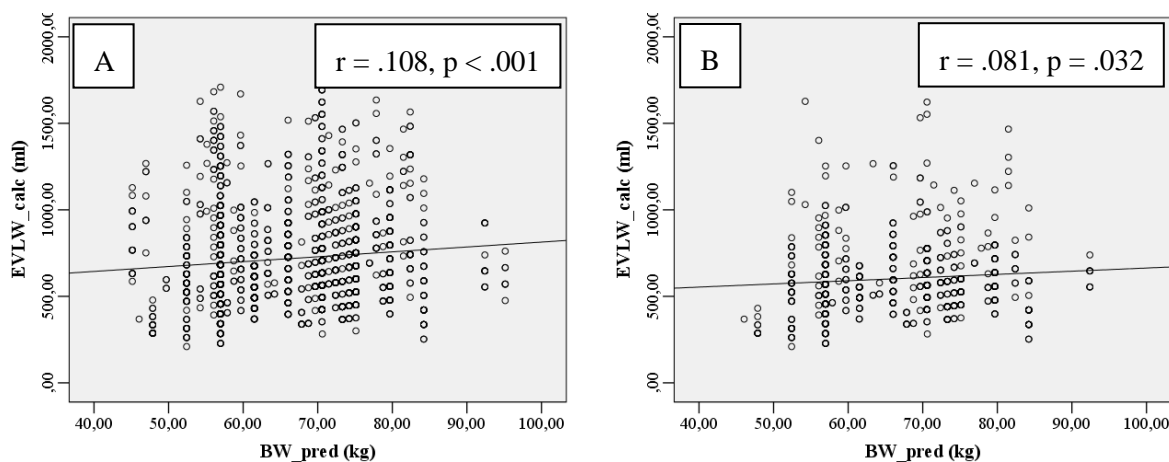 A
r = .108, p < .001
EVLW_calc (ml)
2000,00
1500,00
1000,00
500,00
,00
40,00 50,00 60,00 70,00 80,00 90,00 100,00
BW_pred (kg)
B
r = .081, p = .032
EVLW_calc (ml)
2000,00
1500,00
1000,00
500,00
,00
40,00 50,00 60,00 70,00 80,00 90,00 100,00
BW_pred (kg)